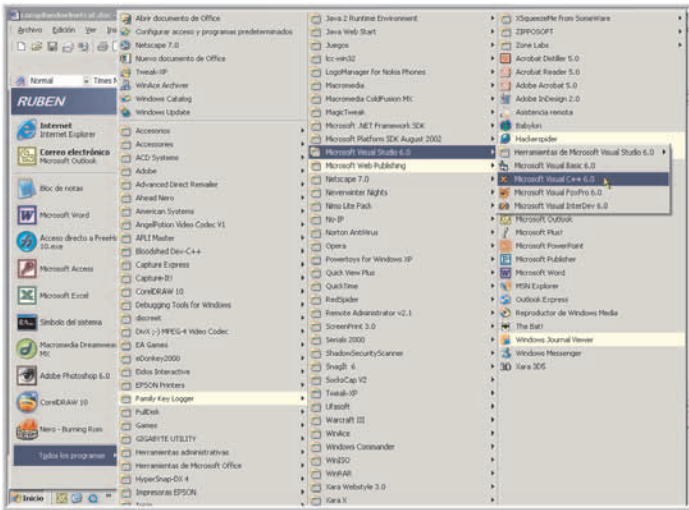 Archivo Edición Ver
Normal Times
RUBEN
Internet
Internet Explorer
Correo electrónico
Microsoft Outlook
Bloc de notas
Microsoft Word
Acceso directo a
10.exe
Microsoft Access
Microsoft Excel
Símbolo del sistema
Macromedia
MX
Adobe Photoshop 6.0
CorelDRAW 10
Nero - Burning Rom
Todos los programas
Inicio
Abrir documento de Office
Configurar acceso y programas predeterminados
Netscape 7.0
Nuevo documento de Office
Tweak-XP
WinAce Archiver
Windows Catalog
Windows Update
Accesorios
Accessories
ACD Systems
Adobe
Advanced Direct Remailer
Ahead Nero
American Systems
AngelPotion Video Codec V1
APLI Master
Bloodshed Dev-C++
Capture Express
Capture-It!
CorelDRAW 10
Debugging Tools for Windows
discreet
DivX ;-) MPEG-4 Video Codec
EA Games
eDonkey2000
Eidos Interactive
EPSON Printers
Family Key Logger
FullDisk
Games
GIGABYTE UTILITY
Herramientas administrativas
Herramientas de Microsoft Office
HyperSnap-DX 4
Impresoras EPSON
Java 2 Runtime Environment
Java Web Start
Juegos
lcc-win32
LogoManager for Nokia Phones
Macromedia
Macromedia ColdFusion MX
MagicTweak
Microsoft .NET Framework SDK
Microsoft Platform SDK August 2002
Microsoft Visual Studio 6.0
Microsoft Web Publishing
Netscape 7.0
Neverwinter Nights
Nimo Lite Pack
No-IP
Norton AntiVirus
Opera
Powertoys for Windows XP
Quick View Plus
QuickTime
RedSpider
Remote Administrator v2.1
ScreenPrint 3.0
Serials 2000
ShadowSecurityScanner
SnagIt 6
SocksCap V2
Tweak-XP
Ufasoft
Warcraft III
WinAce
Windows Commander
WinISO
WinRAR
Xara Webstyle 3.0
Xara X
XSqueezeMe From SomeWare
ZIPPOSOFT
Zone Labs
Acrobat Distiller 5.0
Acrobat Reader 5.0
Adobe Acrobat 5.0
Adobe InDesign 2.0
Asistencia remota
Babylon
Hackerspider
Herramientas de Microsoft Visual Studio 6.0
Microsoft Visual Basic 6.0
Microsoft Visual C++ 6.0
Microsoft Visual FoxPro 6.0
Microsoft Visual InterDev 6.0
Microsoft Outlook
Microsoft Plus!
Microsoft PowerPoint
Microsoft Publisher
Microsoft Word
MSN Explorer
Outlook Express
Reproductor de Windows Media
The Bat!
Windows Journal Viewer
Windows Messenger
Xara 3D5